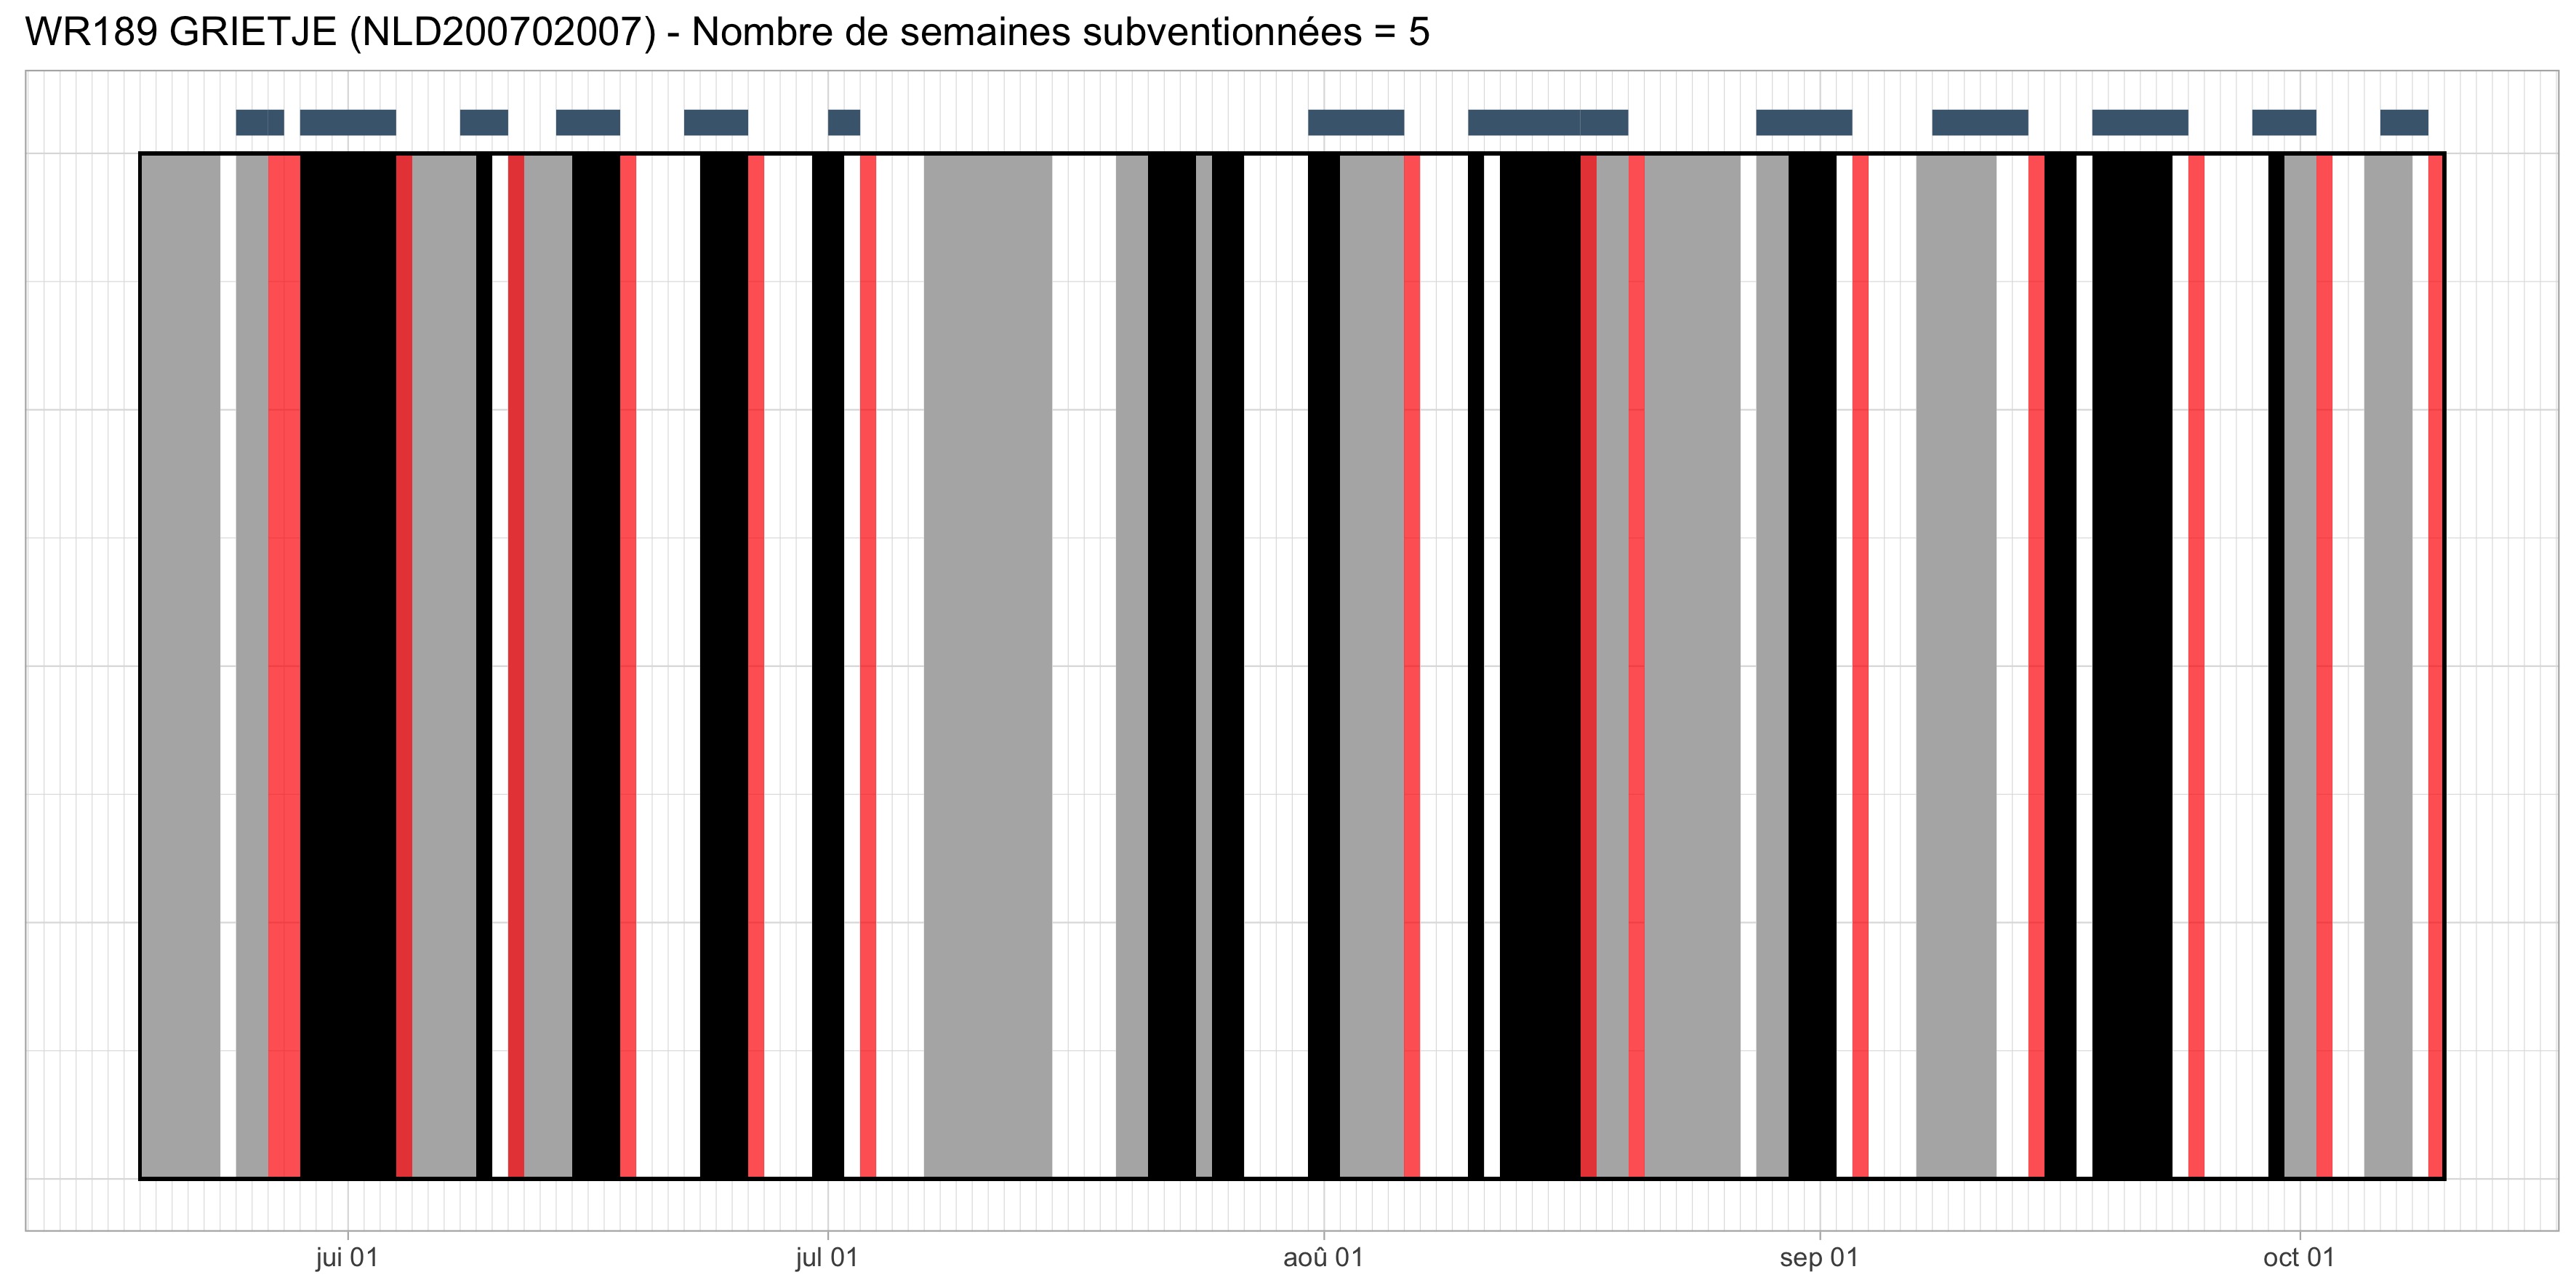 WR189 GRIETJE (NLD200702007) - Nombre de semaines subventionnées = 5
jui 01 jul 01 aoû 01 sep 01 oct 01